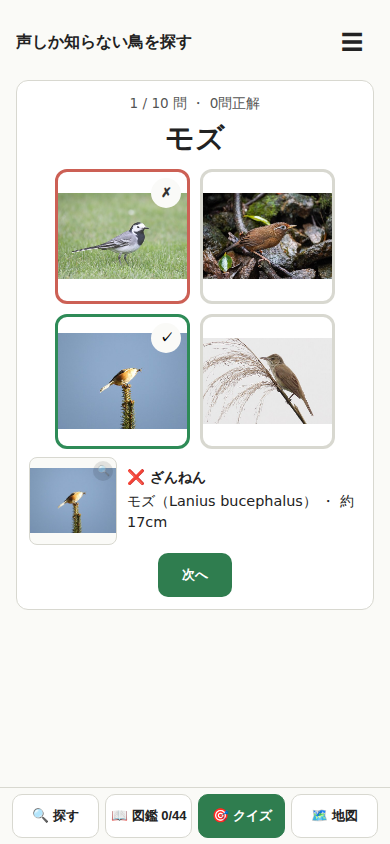 声しか知らない鳥を探す
☰
1 / 10 問 ・ 0問正解
モズ
✗
✓
❌ ざんねん
モズ（Lanius bucephalus） ・ 約
17cm
次へ
🔍 探す
📖 図鑑 0/44
🎯 クイズ
🗺️ 地図